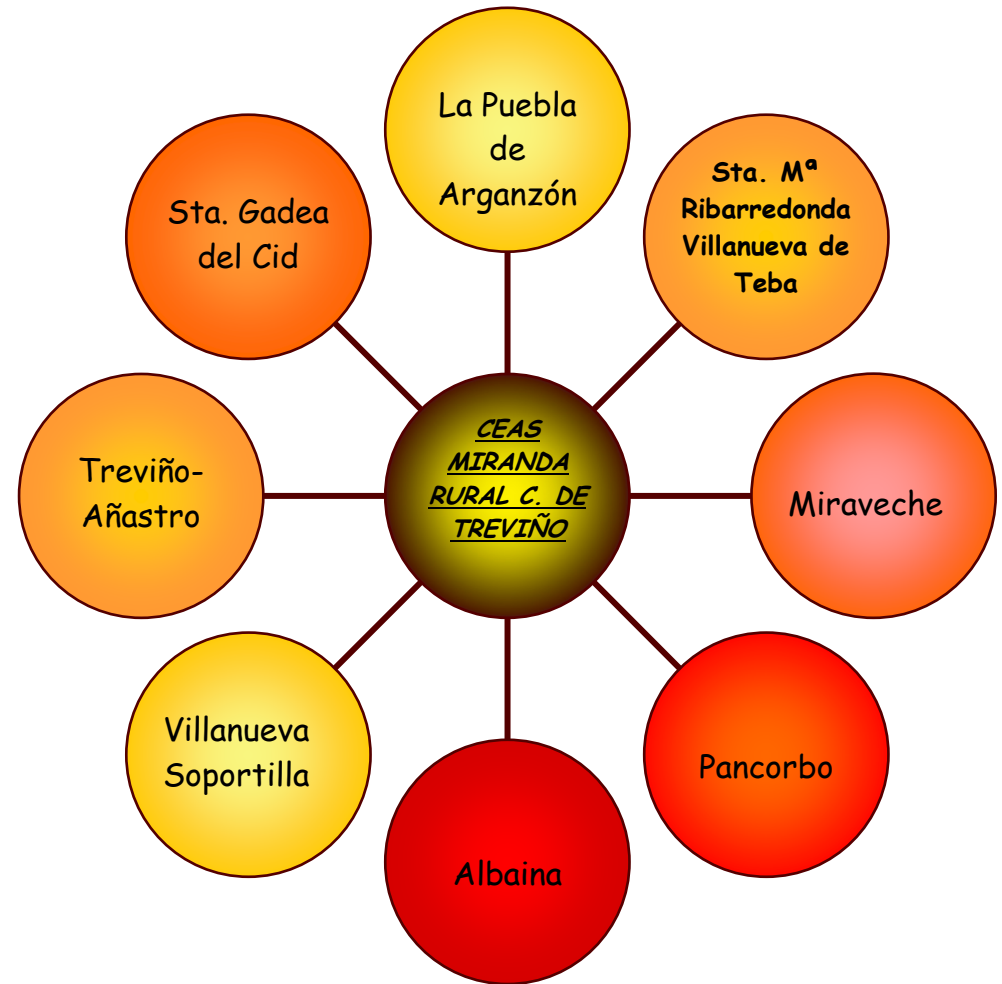 La Puebla
de
Arganzón
Sta. Mª
Ribarredonda
Villanueva de
Teba
Sta. Gadea
del Cid
CEAS
MIRANDA
RURAL C. DE
TREVIÑO
Treviño-
Añastro
Miraveche
Villanueva
Soportilla
Pancorbo
Albaina